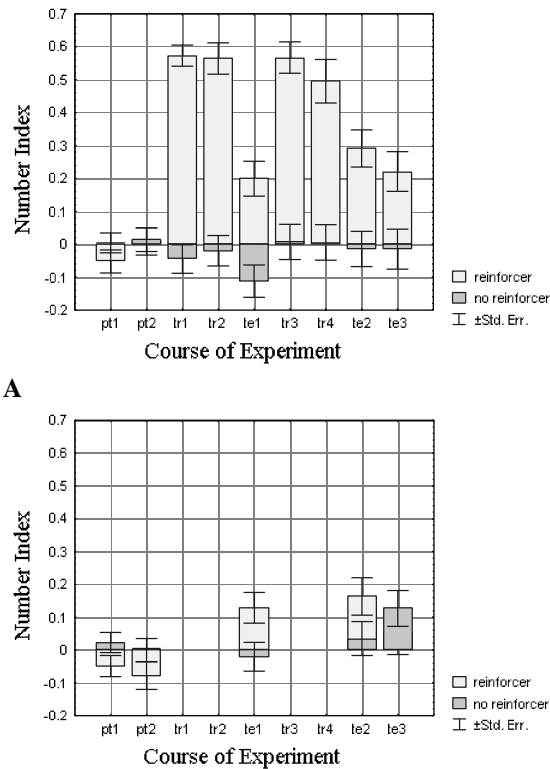 0.7
0.6
0.5
0.4
0.3
0.2
0.1
0
-0.1
-0.2
Number Index
pt1 pt2 tr1 tr2 te1 tr3 tr4 te2 te3
Course of Experiment
reinforcer
no reinforcer
±Std. Err.
A
0.7
0.6
0.5
0.4
0.3
0.2
0.1
0
-0.1
-0.2
Number Index
pt1 pt2 tr1 tr2 te1 tr3 tr4 te2 te3
Course of Experiment
reinforcer
no reinforcer
±Std. Err.